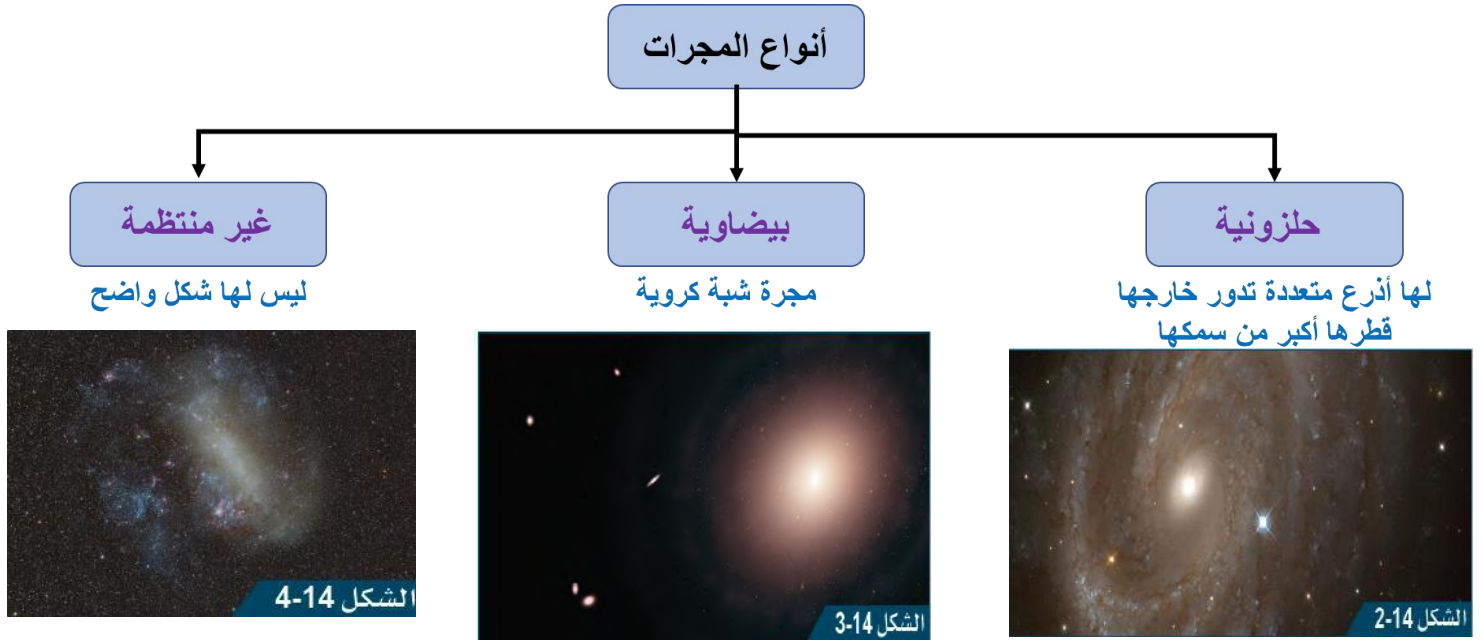 أنواع المجرات
حلزونية
لها أذرع متعددة تدور خارجها
قطرها أكبر من سمكها
الشكل 14-2
بيضاوية
مجرة شبة كروية
الشكل 14-3
غير منتظمة
ليس لها شكل واضح
الشكل 14-4